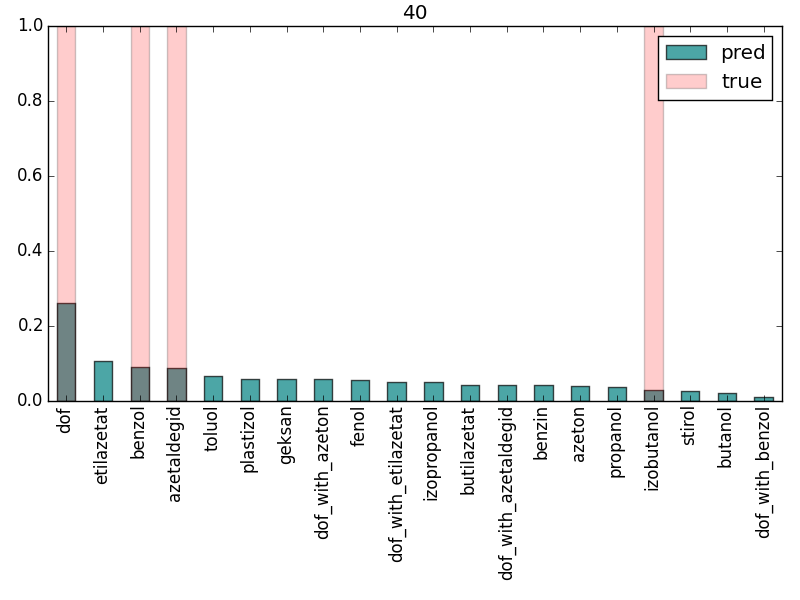 40
1.0
0.8
0.6
0.4
0.2
0.0
pred
true
dof
etilazetat
benzol
azetaldegid
toluol
plastizol
geksan
dof_with_azeton
fenol
dof_with_etilazetat
izopropanol
butilazetat
dof_with_azetaldegid
benzin
azeton
propanol
izobutanol
stirol
butanol
dof_with_benzol